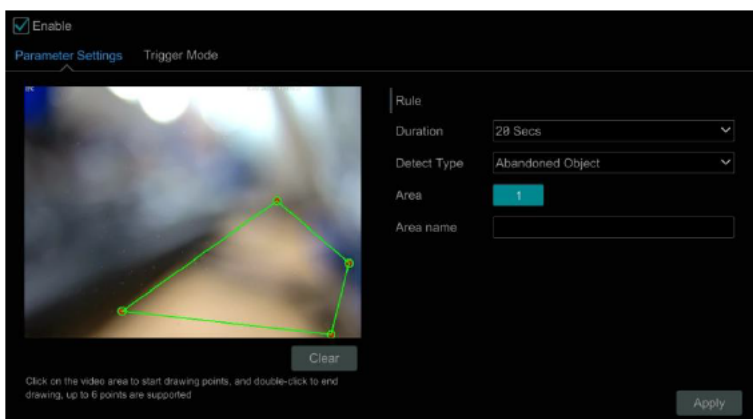 Enable
Parameter Settings Trigger Mode
Rule
Duration 20 Secs
Detect Type Abandoned Object
Area 1
Area name
Clear
Click on the video area to start drawing points, and double-click to end
drawing, up to 6 points are supported
Apply